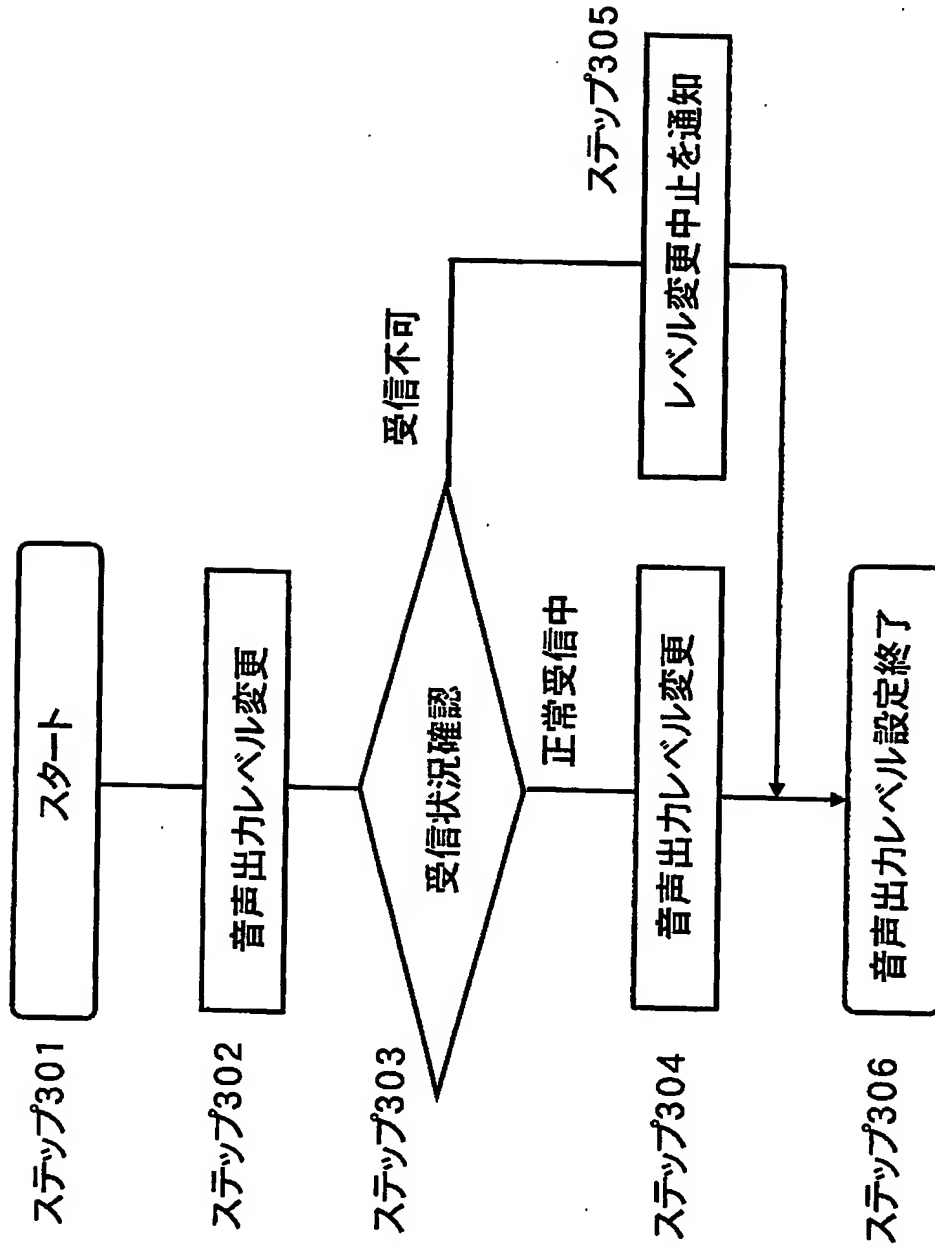 ステップ301
スタート
ステップ302
音声出力レベル変更
ステップ303
受信状況確認
受信不可
正常受信中
ステップ304
音声出力レベル変更
ステップ305
レベル変更中止を通知
ステップ306
音声出力レベル設定終了